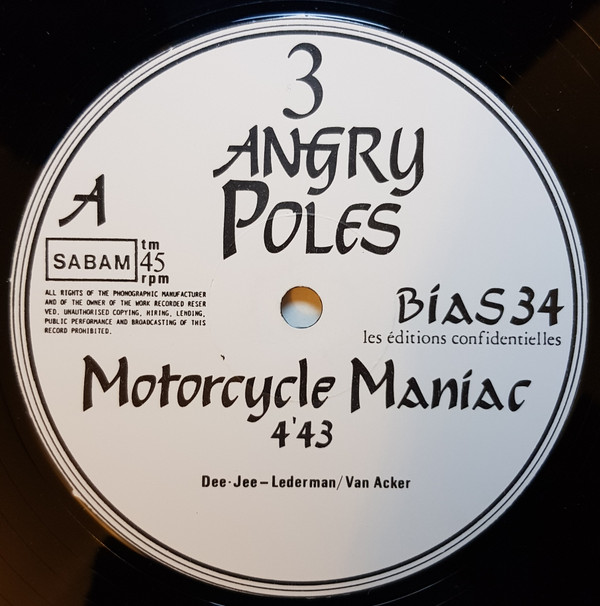 3
ANGRY
POLES
A
SABAM
tm
45
rpm
ALL RIGHTS OF THE PHONOGRAPHIC MANUFACTURER
AND OF THE OWNER OF THE WORK RECORDED RESER
VED. UNAUTHORISED COPYING, HIRING, LENDING,
PUBLIC PERFORMANCE AND BROADCASTING OF THIS
RECORD PROHIBITED.
BiAS 34
les éditions confidentielles
Motorcycle Maniac
4'43
Dee·Jee – Lederman/Van Acker